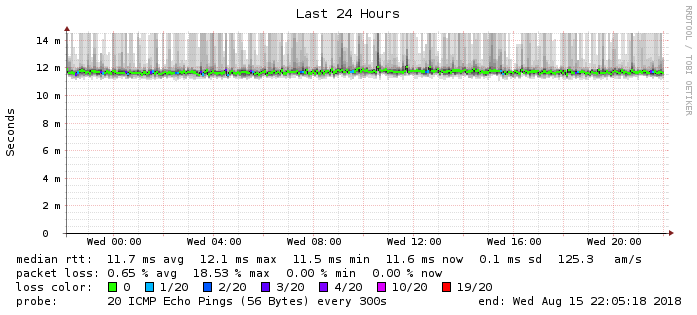 Last 24 Hours
RRDTOOL / TOBI OETIKER
Seconds
14 m
12 m
10 m
8 m
6 m
4 m
2 m
0
Wed 00:00 Wed 04:00 Wed 08:00 Wed 12:00 Wed 16:00 Wed 20:00
median rtt: 11.7 ms avg 12.1 ms max 11.5 ms min 11.6 ms now 0.1 ms sd 125.3 am/s
packet loss: 0.65 % avg 18.53 % max 0.00 % min 0.00 % now
loss color: 0 1/20 2/20 3/20 4/20 10/20 19/20
probe: 20 ICMP Echo Pings (56 Bytes) every 300s end: Wed Aug 15 22:05:18 2018